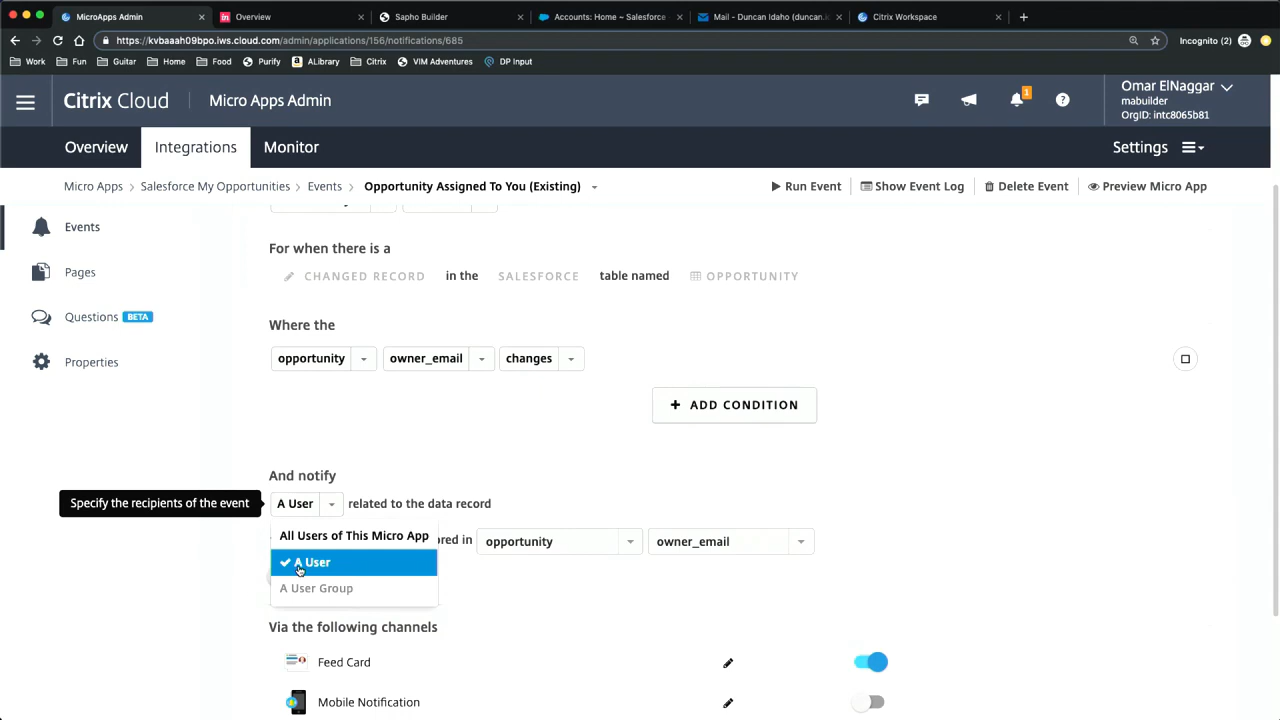 MicroApps Admin
Overview
Sapho Builder
Accounts: Home ~ Salesforce
Mail - Duncan Idaho (duncan.i
Citrix Workspace
https://kvbaaah09bpo.iws.cloud.com/admin/applications/156/notifications/685
Incognito (2)
Work Fun Guitar Home Food Purify ALibrary Citrix VIM Adventures DP Input
Citrix Cloud
Micro Apps Admin
1
Omar ElNaggar
mabuilder
OrgID: intc8065b81
Overview Integrations Monitor Settings
Micro Apps > Salesforce My Opportunities > Events > Opportunity Assigned To You (Existing)
Run Event Show Event Log Delete Event Preview Micro App
Events
Pages
Questions BETA
Properties
For when there is a
CHANGED RECORD in the SALESFORCE table named OPPORTUNITY
Where the
opportunity owner_email changes
+ ADD CONDITION
And notify
Specify the recipients of the event
A User related to the data record
All Users of This Micro App
A User
A User Group
red in opportunity owner_email
Via the following channels
Feed Card
Mobile Notification